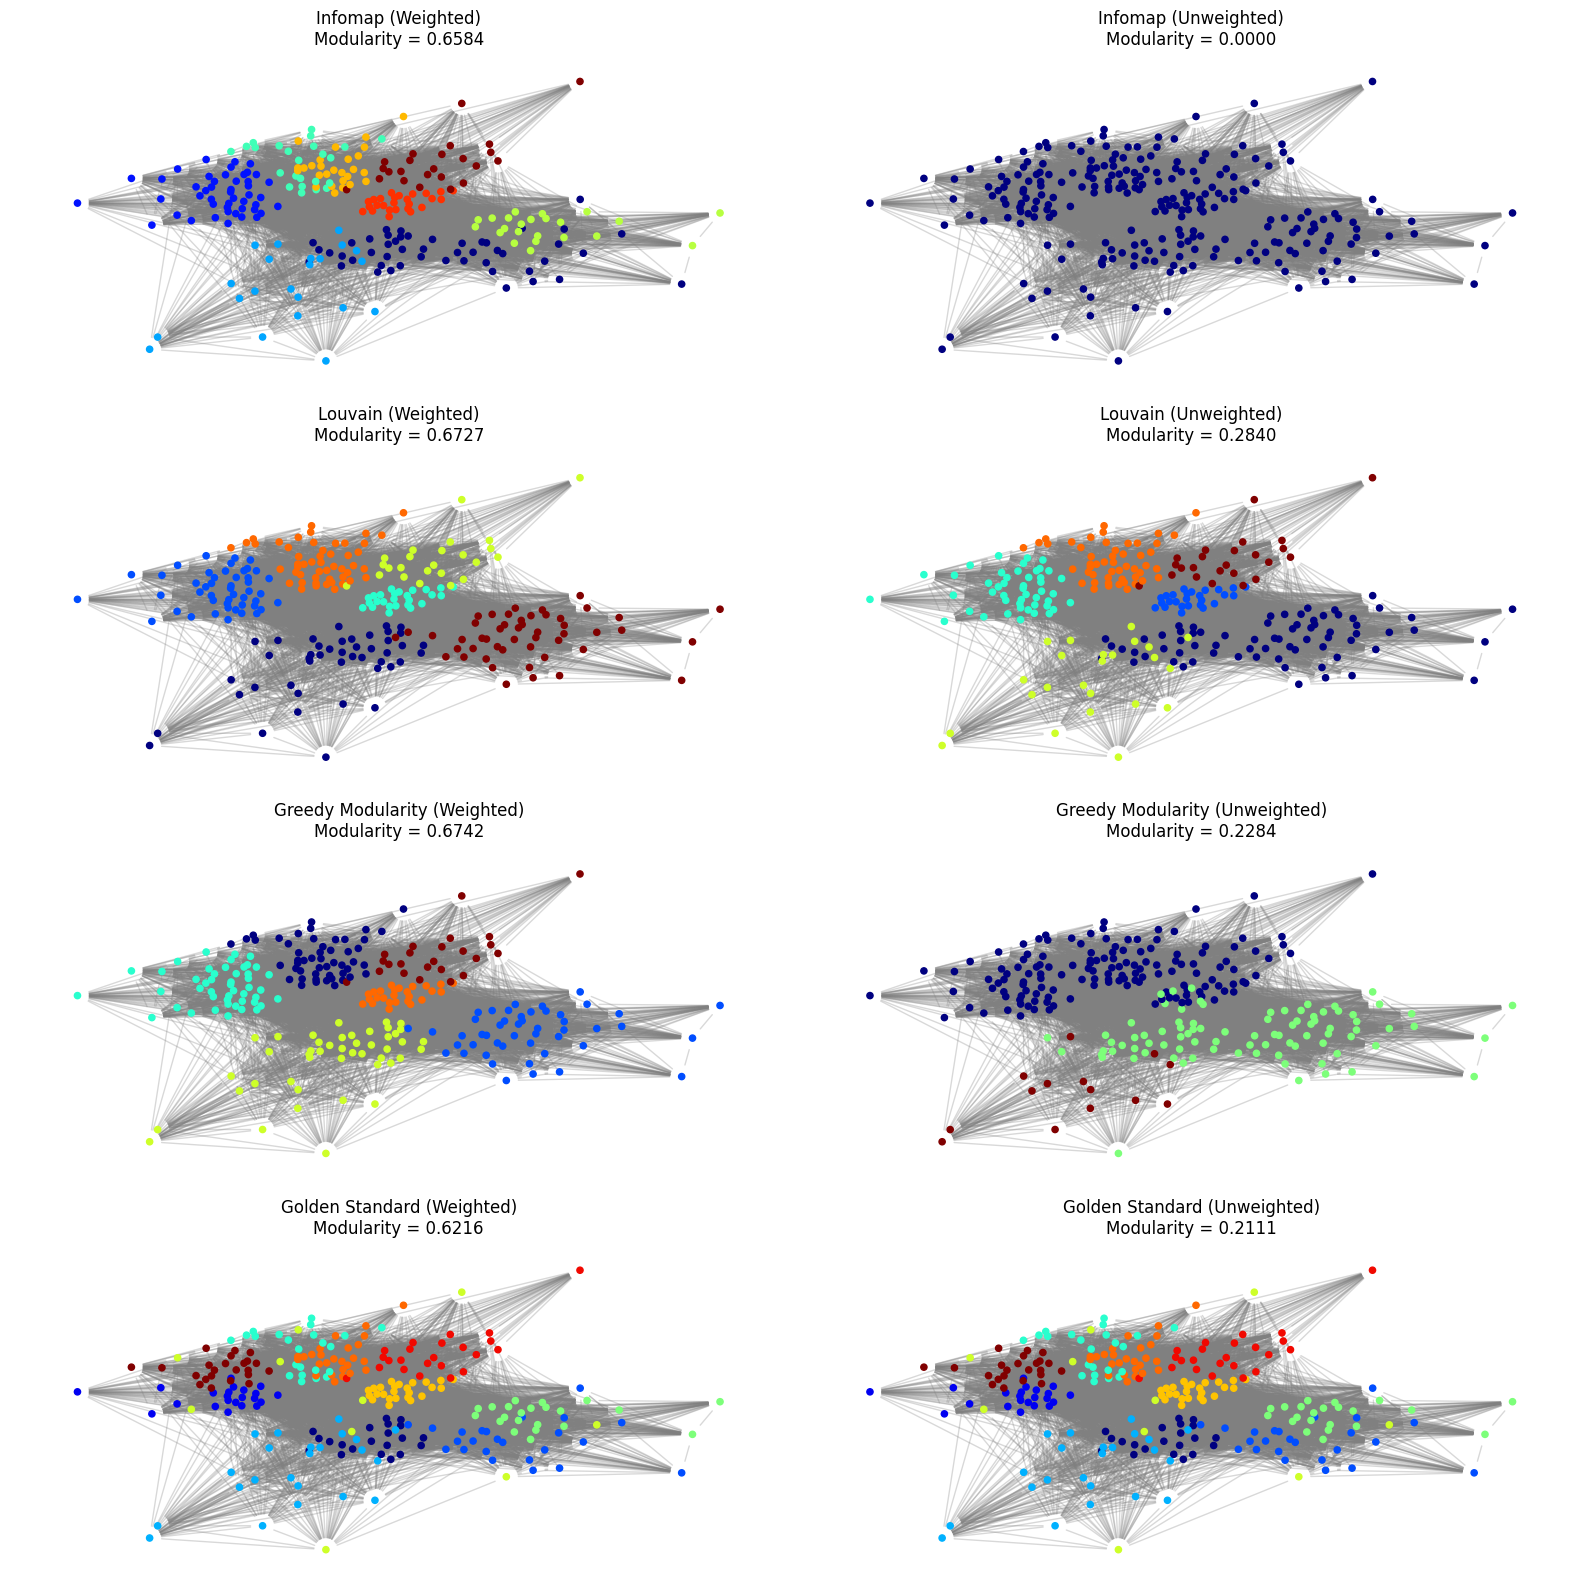 Infomap (Weighted)
Modularity = 0.6584
Infomap (Unweighted)
Modularity = 0.0000
Louvain (Weighted)
Modularity = 0.6727
Louvain (Unweighted)
Modularity = 0.2840
Greedy Modularity (Weighted)
Modularity = 0.6742
Greedy Modularity (Unweighted)
Modularity = 0.2284
Golden Standard (Weighted)
Modularity = 0.6216
Golden Standard (Unweighted)
Modularity = 0.2111